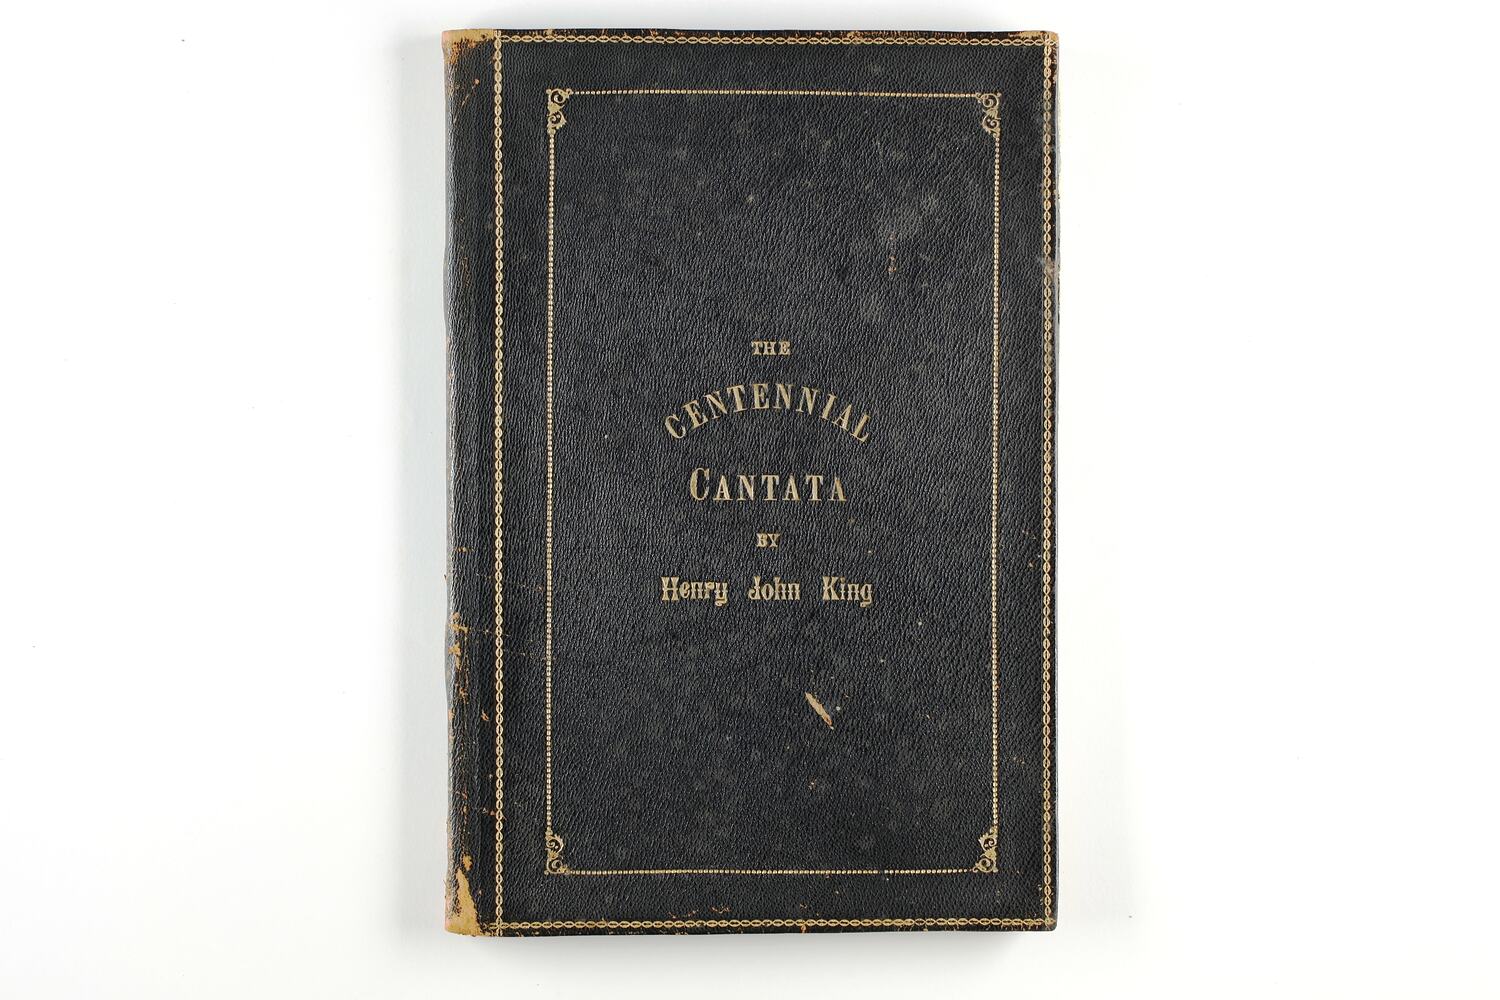 THE
CENTENNIAL
CANTATA
BY
Henry John King